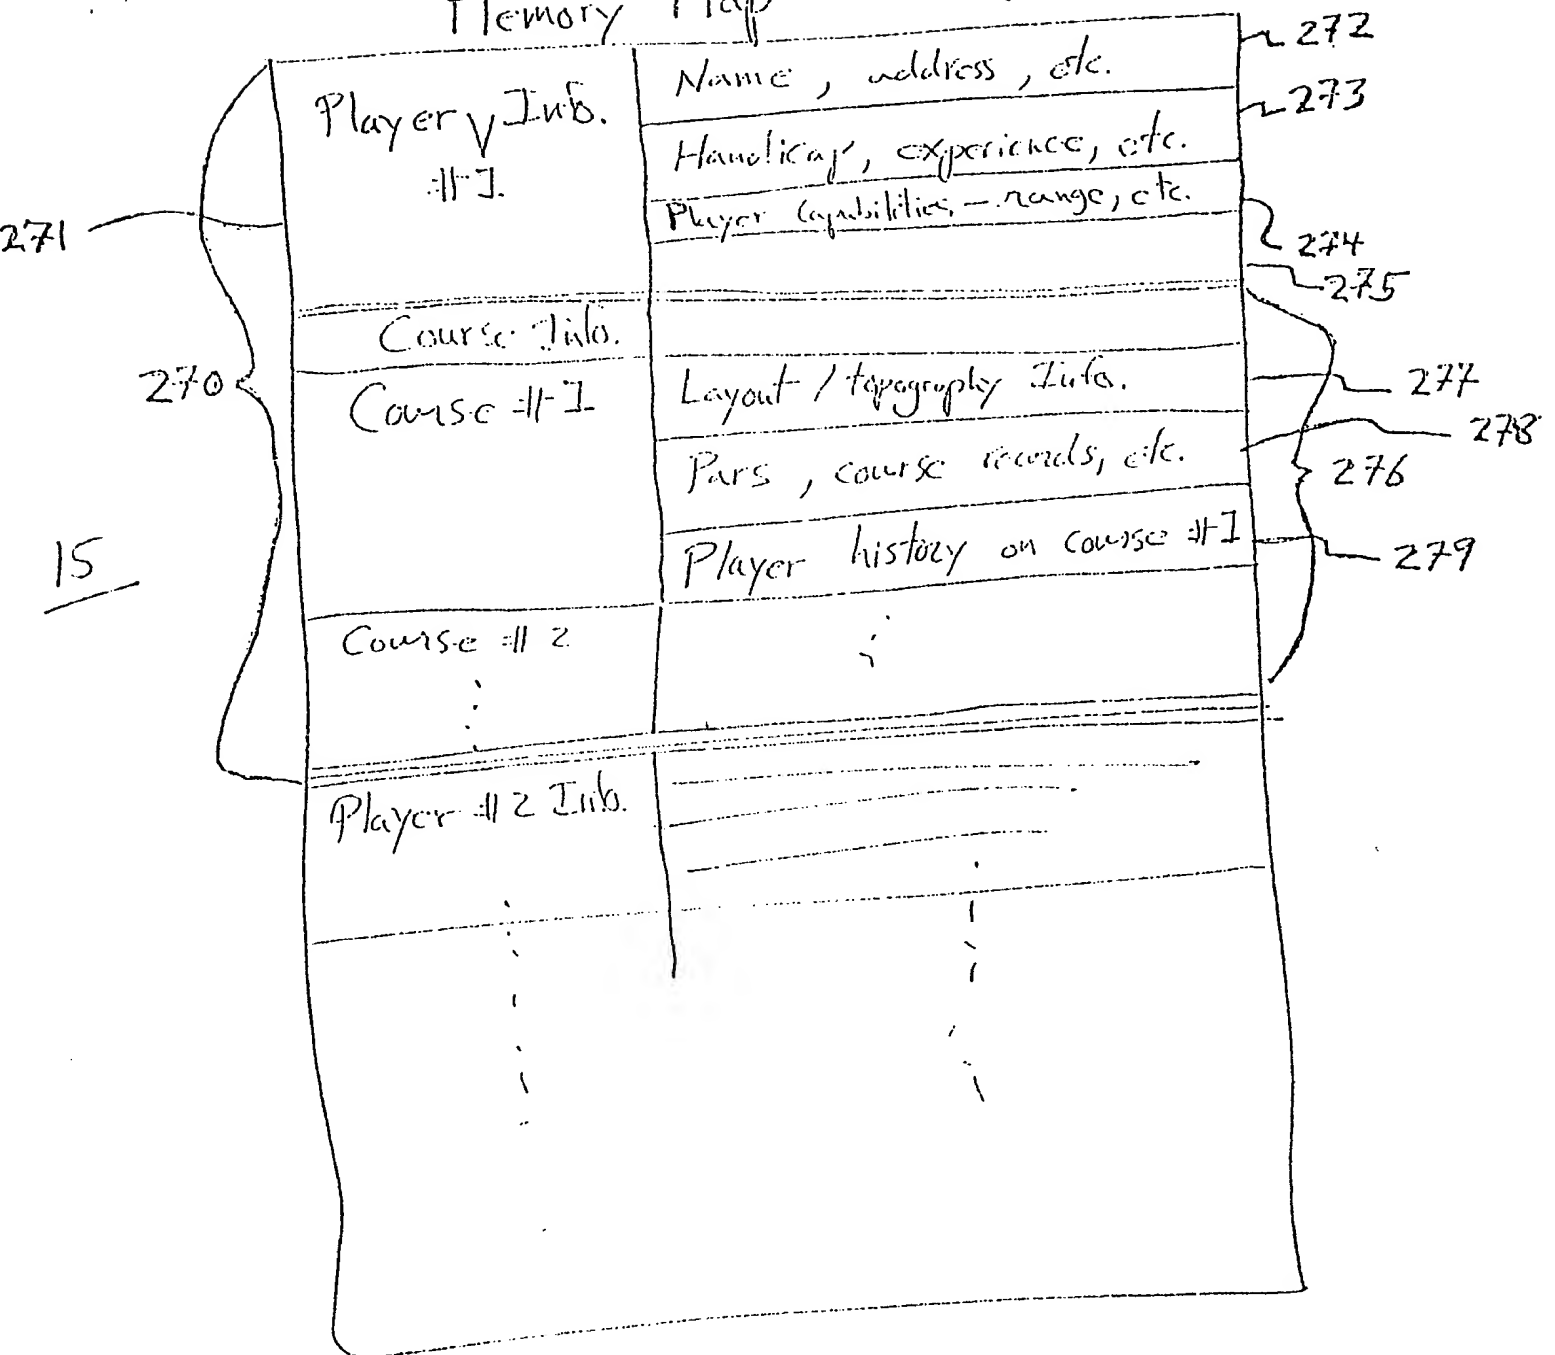 Memory Map
272
Name, address, etc.
Player Info.
#1
273
Handicap, experience, etc.
Player Capabilities - range, etc.
271
274
275
Course Info.
270
Course #1
Layout / topography Info.
277
278
Pars, course records, etc.
276
15
Player history on course #1
279
Course # 2
Player # 2 Info.